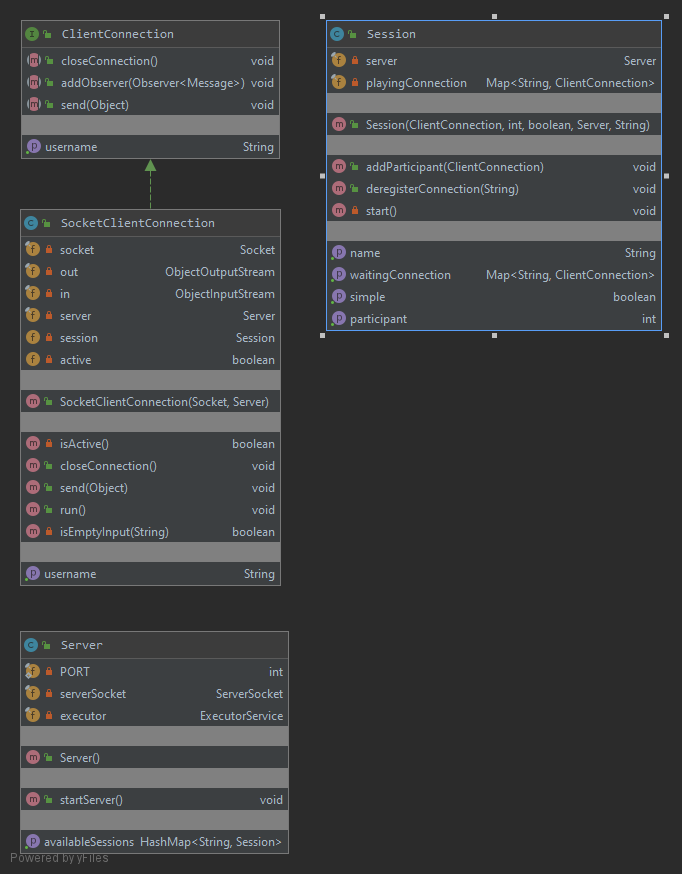 ClientConnection
closeConnection() void
addObserver(Observer<Message>) void
send(Object) void
username String
SocketClientConnection
socket Socket
out ObjectOutputStream
in ObjectInputStream
server Server
session Session
active boolean
SocketClientConnection(Socket, Server)
isActive() boolean
closeConnection() void
send(Object) void
run() void
isEmptyInput(String) boolean
username String
Server
PORT int
serverSocket ServerSocket
executor ExecutorService
Server()
startServer() void
availableSessions HashMap<String, Session>
Powered by yFiles
Session
server Server
playingConnection Map<String, ClientConnection>
Session(ClientConnection, int, boolean, Server, String)
addParticipant(ClientConnection) void
deregisterConnection(String) void
start() void
name String
waitingConnection Map<String, ClientConnection>
simple boolean
participant int